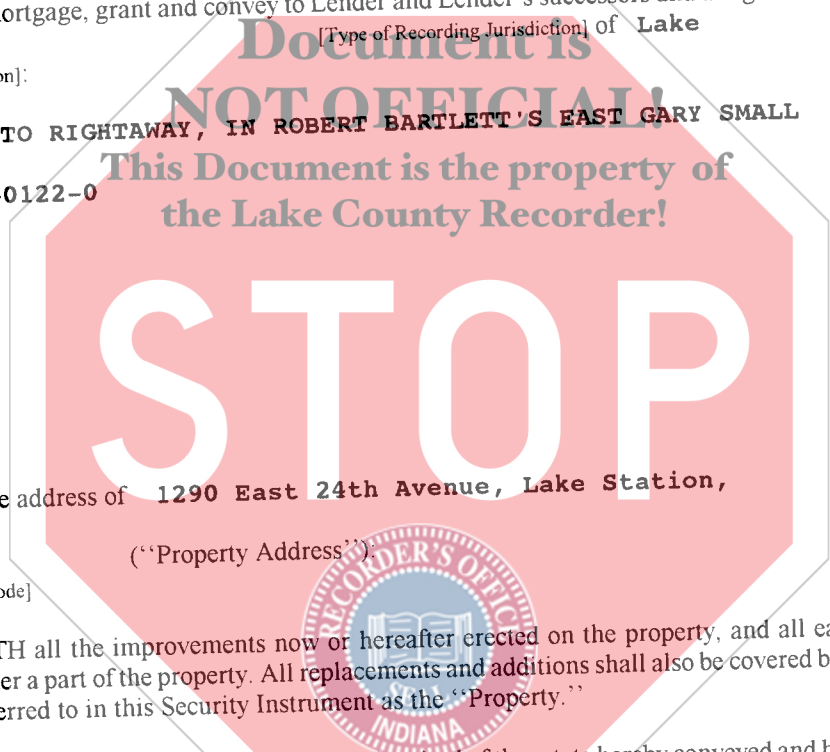 ortgage, grant and convey to Lender and Lender's successors and
Document is
[Type of Recording Jurisdiction] of Lake
on]:
NOT OFFICIAL!
TO RIGHTAWAY, IN ROBERT BARTLETT'S EAST GARY SMALL
This Document is the property of
-0122-0
the Lake County Recorder!
STOP
e address of 1290 East 24th Avenue, Lake Station,
(‘‘Property Address’’):
ode]
RECORDER'S OFFICE
TH all the improvements now or hereafter erected on the property, and all ea
er a part of the property. All replacements and additions shall also be covered b
SEAL
erred to in this Security Instrument as the ‘‘Property.’’
INDIANA
hereby conveyed and